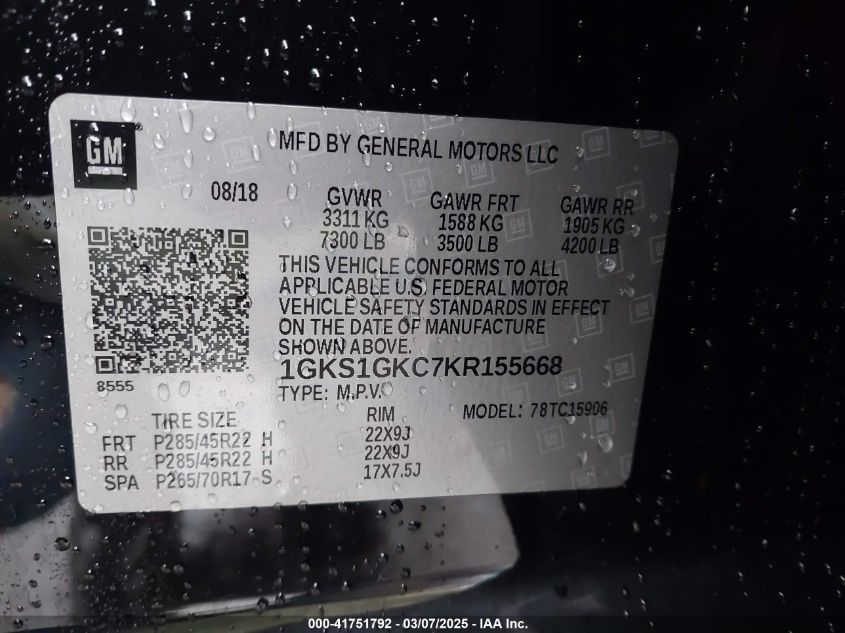 GM
MFD BY GENERAL MOTORS LLC
08/18
GVWR GAWR FRT GAWR RR
3311 KG 1588 KG 1905 KG
7300 LB 3500 LB 4200 LB
THIS VEHICLE CONFORMS TO ALL
APPLICABLE U.S. FEDERAL MOTOR
VEHICLE SAFETY STANDARDS IN EFFECT
ON THE DATE OF MANUFACTURE
SHOWN ABOVE.
8555
1GKS1GKC7KR155668
TYPE: M.P.V.
MODEL: 78TC15906
TIRE SIZE RIM
FRT P285/45R22 H 22X9J
RR P285/45R22 H 22X9J
SPA P265/70R17 S 17X7.5J
000-41751792 - 03/07/2025 - IAA Inc.